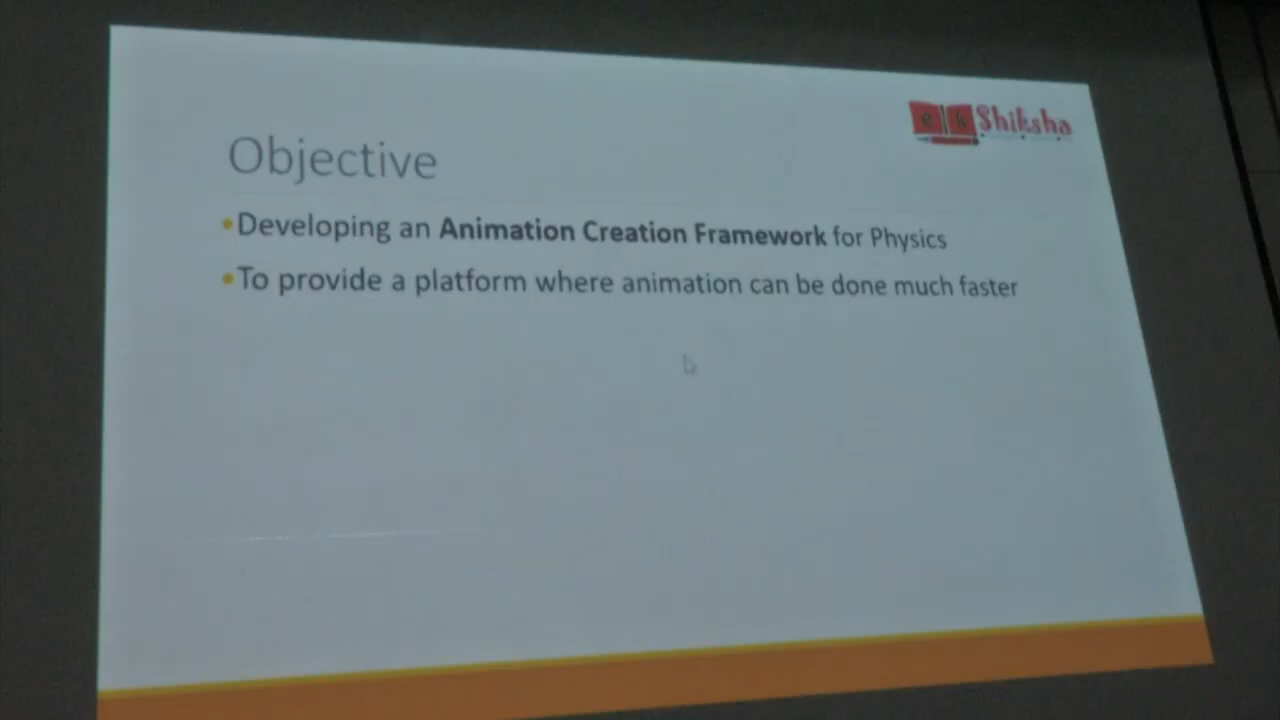 ek Shiksha
Objective
•Developing an Animation Creation Framework for Physics
•To provide a platform where animation can be done much faster